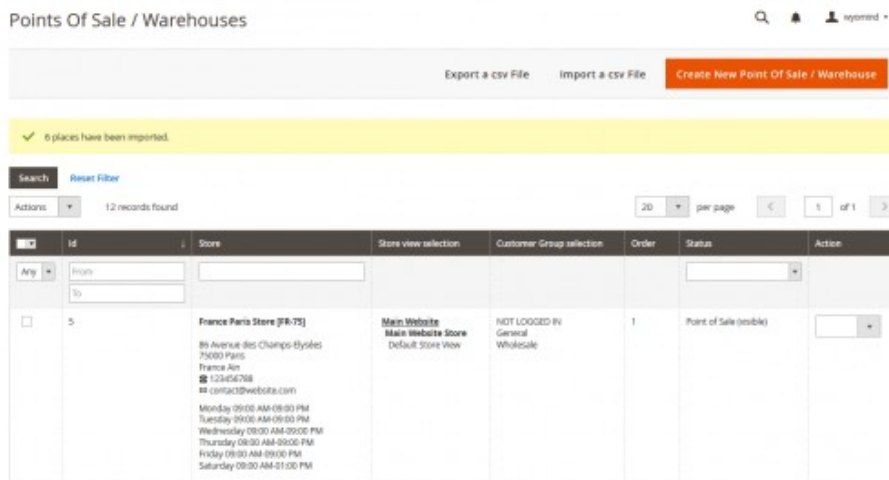 Points Of Sale / Warehouses
wyomind
Export a csv File
Import a csv File
Create New Point Of Sale / Warehouse
6 places have been imported.
Search
Reset Filter
Actions
12 records found
20
per page
1
of 1
Id
Store
Store view selection
Customer Group selection
Order
Status
Action
Any
From
To
5
France Paris Store [FR-75]
86 Avenue des Champs-Elysées
75000 Paris
France Ain
☎ 123456788
✉ contact@website.com
Monday 09:00 AM-09:00 PM
Tuesday 09:00 AM-09:00 PM
Wednesday 09:00 AM-09:00 PM
Thursday 09:00 AM-09:00 PM
Friday 09:00 AM-09:00 PM
Saturday 09:00 AM-01:00 PM
Main Website
Main Website Store
Default Store View
NOT LOGGED IN
General
Wholesale
1
Point of Sale (visible)